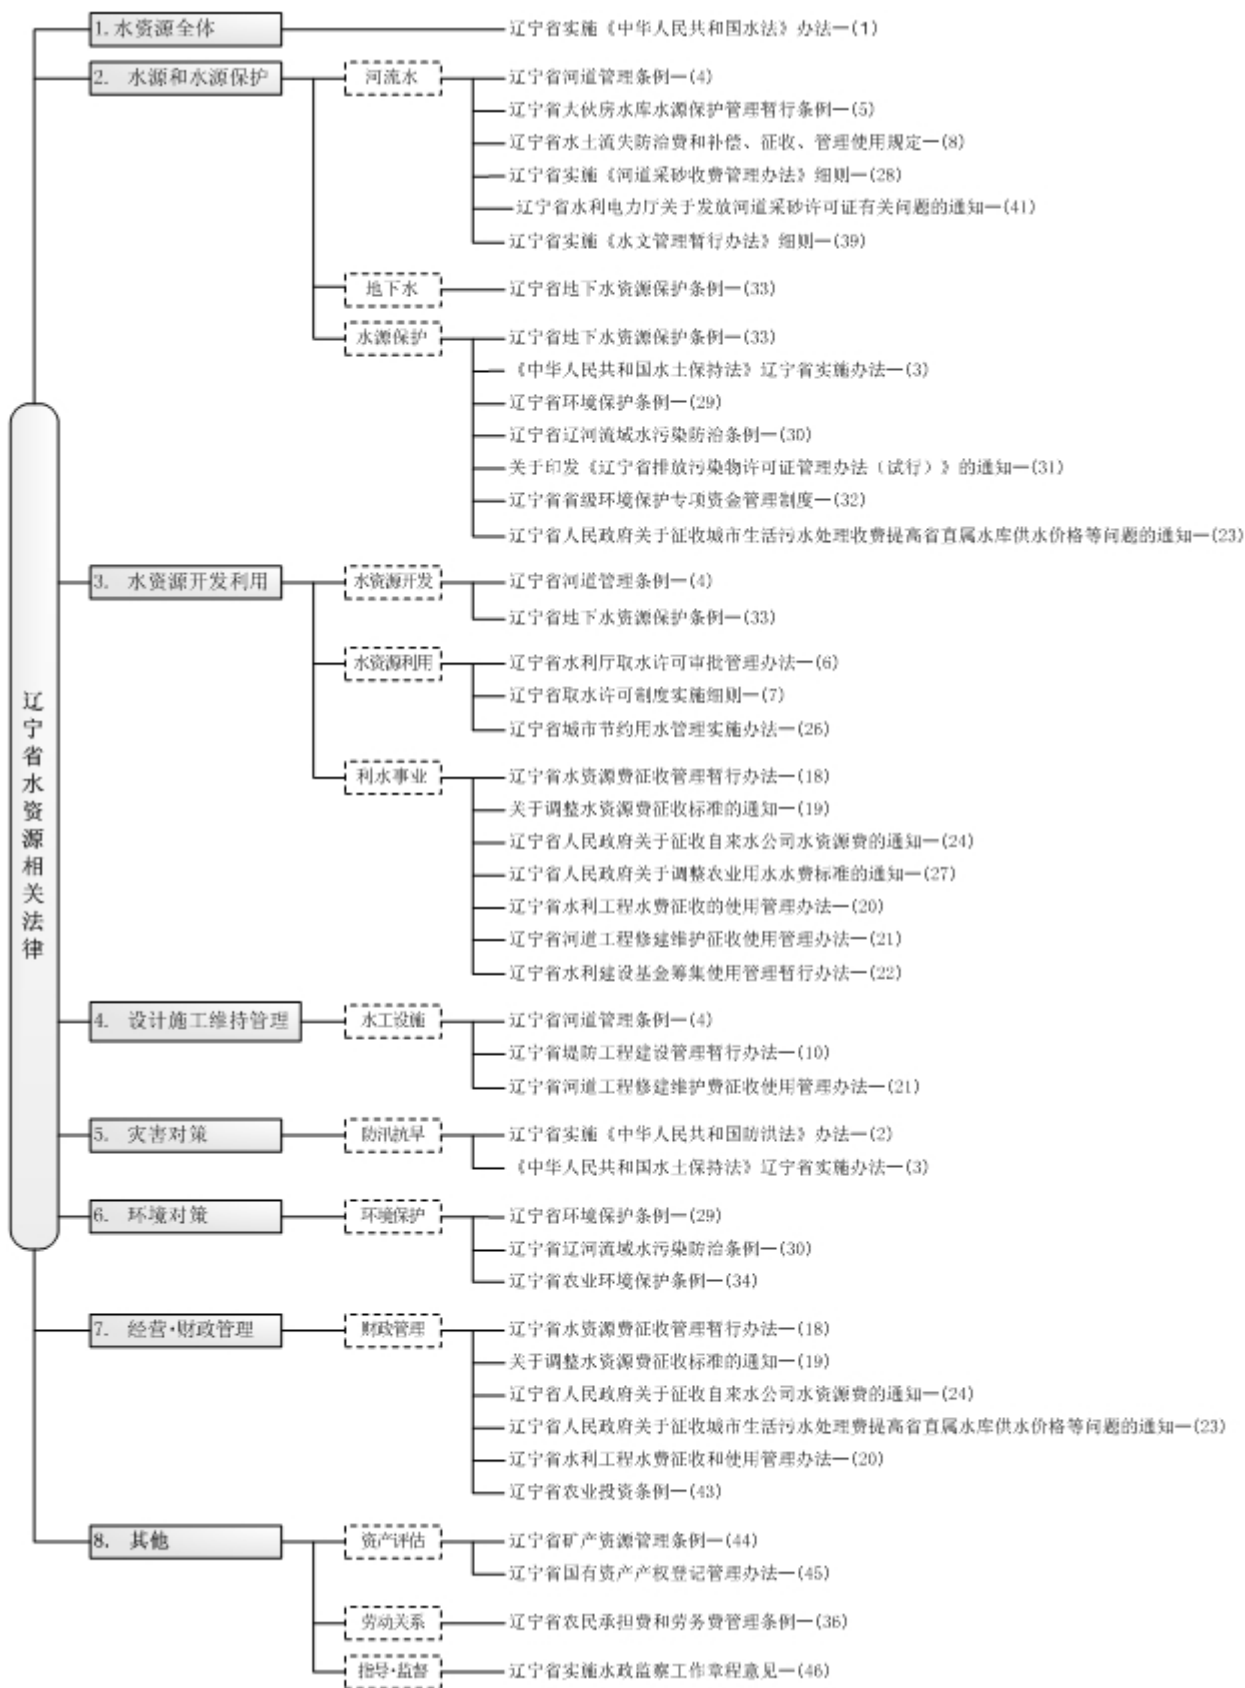 1.水资源全体
辽宁省实施《中华人民共和国水法》办法—(1)
2. 水源和水源保护
河流水
辽宁省河道管理条例—(4)
辽宁省大伙房水库水源保护管理暂行条例—(5)
辽宁省水土流失防治费和补偿、征收、管理使用规定—(8)
辽宁省实施《河道采砂收费管理办法》细则—(28)
辽宁省水利电力厅关于发放河道采砂许可证有关问题的通知—(41)
辽宁省实施《水文管理暂行办法》细则—(39)
地下水
辽宁省地下水资源保护条例—(33)
水源保护
辽宁省地下水资源保护条例—(33)
《中华人民共和国水土保持法》辽宁省实施办法—(3)
辽宁省环境保护条例—(29)
辽宁省辽河流域水污染防治条例—(30)
关于印发《辽宁省排放污染物许可证管理办法（试行）》的通知—(31)
辽宁省省级环境保护专项资金管理制度—(32)
辽宁省人民政府关于征收城市生活污水处理收费提高省直属水库供水价格等问题的通知—(23)
辽宁省水资源相关法律
3. 水资源开发利用
水资源开发
辽宁省河道管理条例—(4)
辽宁省地下水资源保护条例—(33)
水资源利用
辽宁省水利厅取水许可审批管理办法—(6)
辽宁省取水许可制度实施细则—(7)
辽宁省城市节约用水管理实施办法—(26)
利水事业
辽宁省水资源费征收管理暂行办法—(18)
关于调整水资源费征收标准的通知—(19)
辽宁省人民政府关于征收自来水公司水资源费的通知—(24)
辽宁省人民政府关于调整农业用水水费标准的通知—(27)
辽宁省水利工程水费征收的使用管理办法—(20)
辽宁省河道工程修建维护征收使用管理办法—(21)
辽宁省水利建设基金筹集使用管理暂行办法—(22)
4. 设计施工维持管理
水工设施
辽宁省河道管理条例—(4)
辽宁省堤防工程建设管理暂行办法—(10)
辽宁省河道工程修建维护费征收使用管理办法—(21)
5. 灾害对策
防汛抗旱
辽宁省实施《中华人民共和国防洪法》办法—(2)
《中华人民共和国水土保持法》辽宁省实施办法—(3)
6. 环境对策
环境保护
辽宁省环境保护条例—(29)
辽宁省辽河流域水污染防治条例—(30)
辽宁省农业环境保护条例—(34)
7. 经营·财政管理
财政管理
辽宁省水资源费征收管理暂行办法—(18)
关于调整水资源费征收标准的通知—(19)
辽宁省人民政府关于征收自来水公司水资源费的通知—(24)
辽宁省人民政府关于征收城市生活污水处理费提高省直属水库供水价格等问题的通知—(23)
辽宁省水利工程水费征收和使用管理办法—(20)
辽宁省农业投资条例—(43)
8. 其他
资产评估
辽宁省矿产资源管理条例—(44)
辽宁省国有资产产权登记管理办法—(45)
劳动关系
辽宁省农民承担费和劳务费管理条例—(36)
指导·监督
辽宁省实施水政监察工作章程意见—(46)